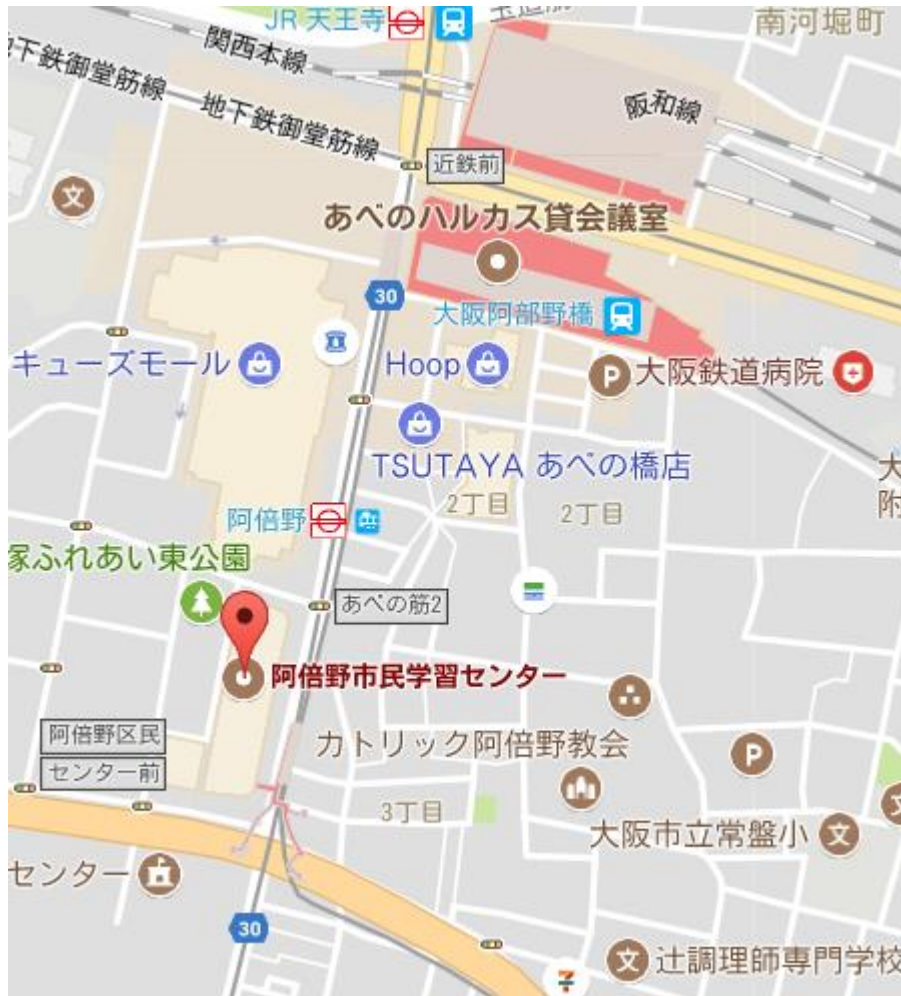 JR 天王寺
南河堀町
関西本線
地下鉄御堂筋線
地下鉄御堂筋線
阪和線
近鉄前
文
あべのハルカス貸会議室
30
大阪阿部野橋
キューズモール
Hoop
P
大阪鉄道病院
TSUTAYA あべの橋店
大
附
2丁目
2丁目
阿倍野
塚ふれあい東公園
あべの筋2
阿倍野市民学習センター
阿倍野区民
センター前
カトリック阿倍野教会
P
3丁目
大阪市立常盤小
文
センター
30
7
文
辻調理師専門学校